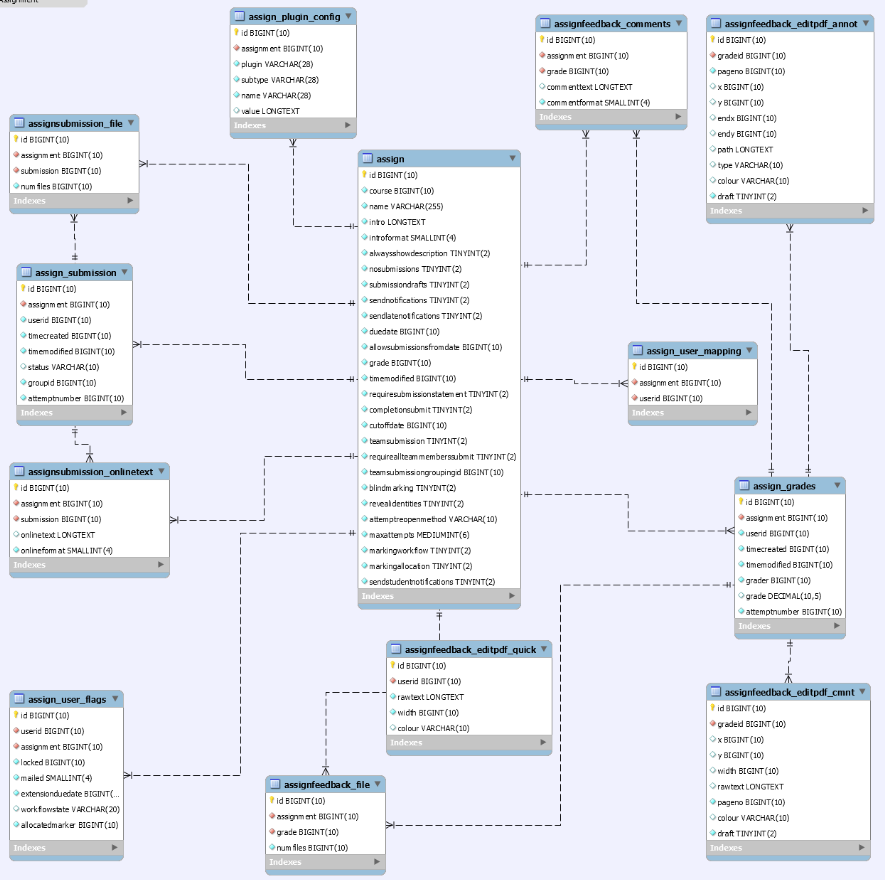 assign_plugin_config
id BIGINT(10)
assignment BIGINT(10)
plugin VARCHAR(28)
subtype VARCHAR(28)
name VARCHAR(28)
value LONGTEXT
Indexes
assignfeedback_comments
id BIGINT(10)
assignment BIGINT(10)
grade BIGINT(10)
commenttext LONGTEXT
commentformat SMALLINT(4)
Indexes
assignfeedback_editpdf_annot
id BIGINT(10)
gradeid BIGINT(10)
pageno BIGINT(10)
x BIGINT(10)
y BIGINT(10)
endx BIGINT(10)
endy BIGINT(10)
path LONGTEXT
type VARCHAR(10)
colour VARCHAR(10)
draft TINYINT(2)
Indexes
assignsubmission_file
id BIGINT(10)
assignment BIGINT(10)
submission BIGINT(10)
numfiles BIGINT(10)
Indexes
assign
id BIGINT(10)
course BIGINT(10)
name VARCHAR(255)
intro LONGTEXT
introformat SMALLINT(4)
alwaysshowdescription TINYINT(2)
nosubmissions TINYINT(2)
submissiondrafts TINYINT(2)
sendnotifications TINYINT(2)
sendlatenotifications TINYINT(2)
duedate BIGINT(10)
allowsubmissionsfromdate BIGINT(10)
grade BIGINT(10)
timemodified BIGINT(10)
requiresubmissionstatement TINYINT(2)
completionsubmit TINYINT(2)
cutoffdate BIGINT(10)
teamsubmission TINYINT(2)
requireallteammemberssubmit TINYINT(2)
teamsubmissiongroupingid BIGINT(10)
blindmarking TINYINT(2)
revealidentities TINYINT(2)
attemptreopenmethod VARCHAR(10)
maxattempts MEDIUMINT(6)
markingworkflow TINYINT(2)
markingallocation TINYINT(2)
sendstudentnotifications TINYINT(2)
Indexes
assign_submission
id BIGINT(10)
assignment BIGINT(10)
userid BIGINT(10)
timecreated BIGINT(10)
timemodified BIGINT(10)
status VARCHAR(10)
groupid BIGINT(10)
attemptnumber BIGINT(10)
Indexes
assign_user_mapping
id BIGINT(10)
assignment BIGINT(10)
userid BIGINT(10)
Indexes
assignsubmission_onlinetext
id BIGINT(10)
assignment BIGINT(10)
submission BIGINT(10)
onlinetext LONGTEXT
onlineformat SMALLINT(4)
Indexes
assign_grades
id BIGINT(10)
assignment BIGINT(10)
userid BIGINT(10)
timecreated BIGINT(10)
timemodified BIGINT(10)
grader BIGINT(10)
grade DECIMAL(10,5)
attemptnumber BIGINT(10)
Indexes
assignfeedback_editpdf_quick
id BIGINT(10)
userid BIGINT(10)
rawtext LONGTEXT
width BIGINT(10)
colour VARCHAR(10)
Indexes
assign_user_flags
id BIGINT(10)
userid BIGINT(10)
assignment BIGINT(10)
locked BIGINT(10)
mailed SMALLINT(4)
extensionduedate BIGINT(...
workflowstate VARCHAR(20)
allocatedmarker BIGINT(10)
Indexes
assignfeedback_file
id BIGINT(10)
assignment BIGINT(10)
grade BIGINT(10)
numfiles BIGINT(10)
Indexes
assignfeedback_editpdf_cmnt
id BIGINT(10)
gradeid BIGINT(10)
x BIGINT(10)
y BIGINT(10)
width BIGINT(10)
rawtext LONGTEXT
pageno BIGINT(10)
colour VARCHAR(10)
draft TINYINT(2)
Indexes